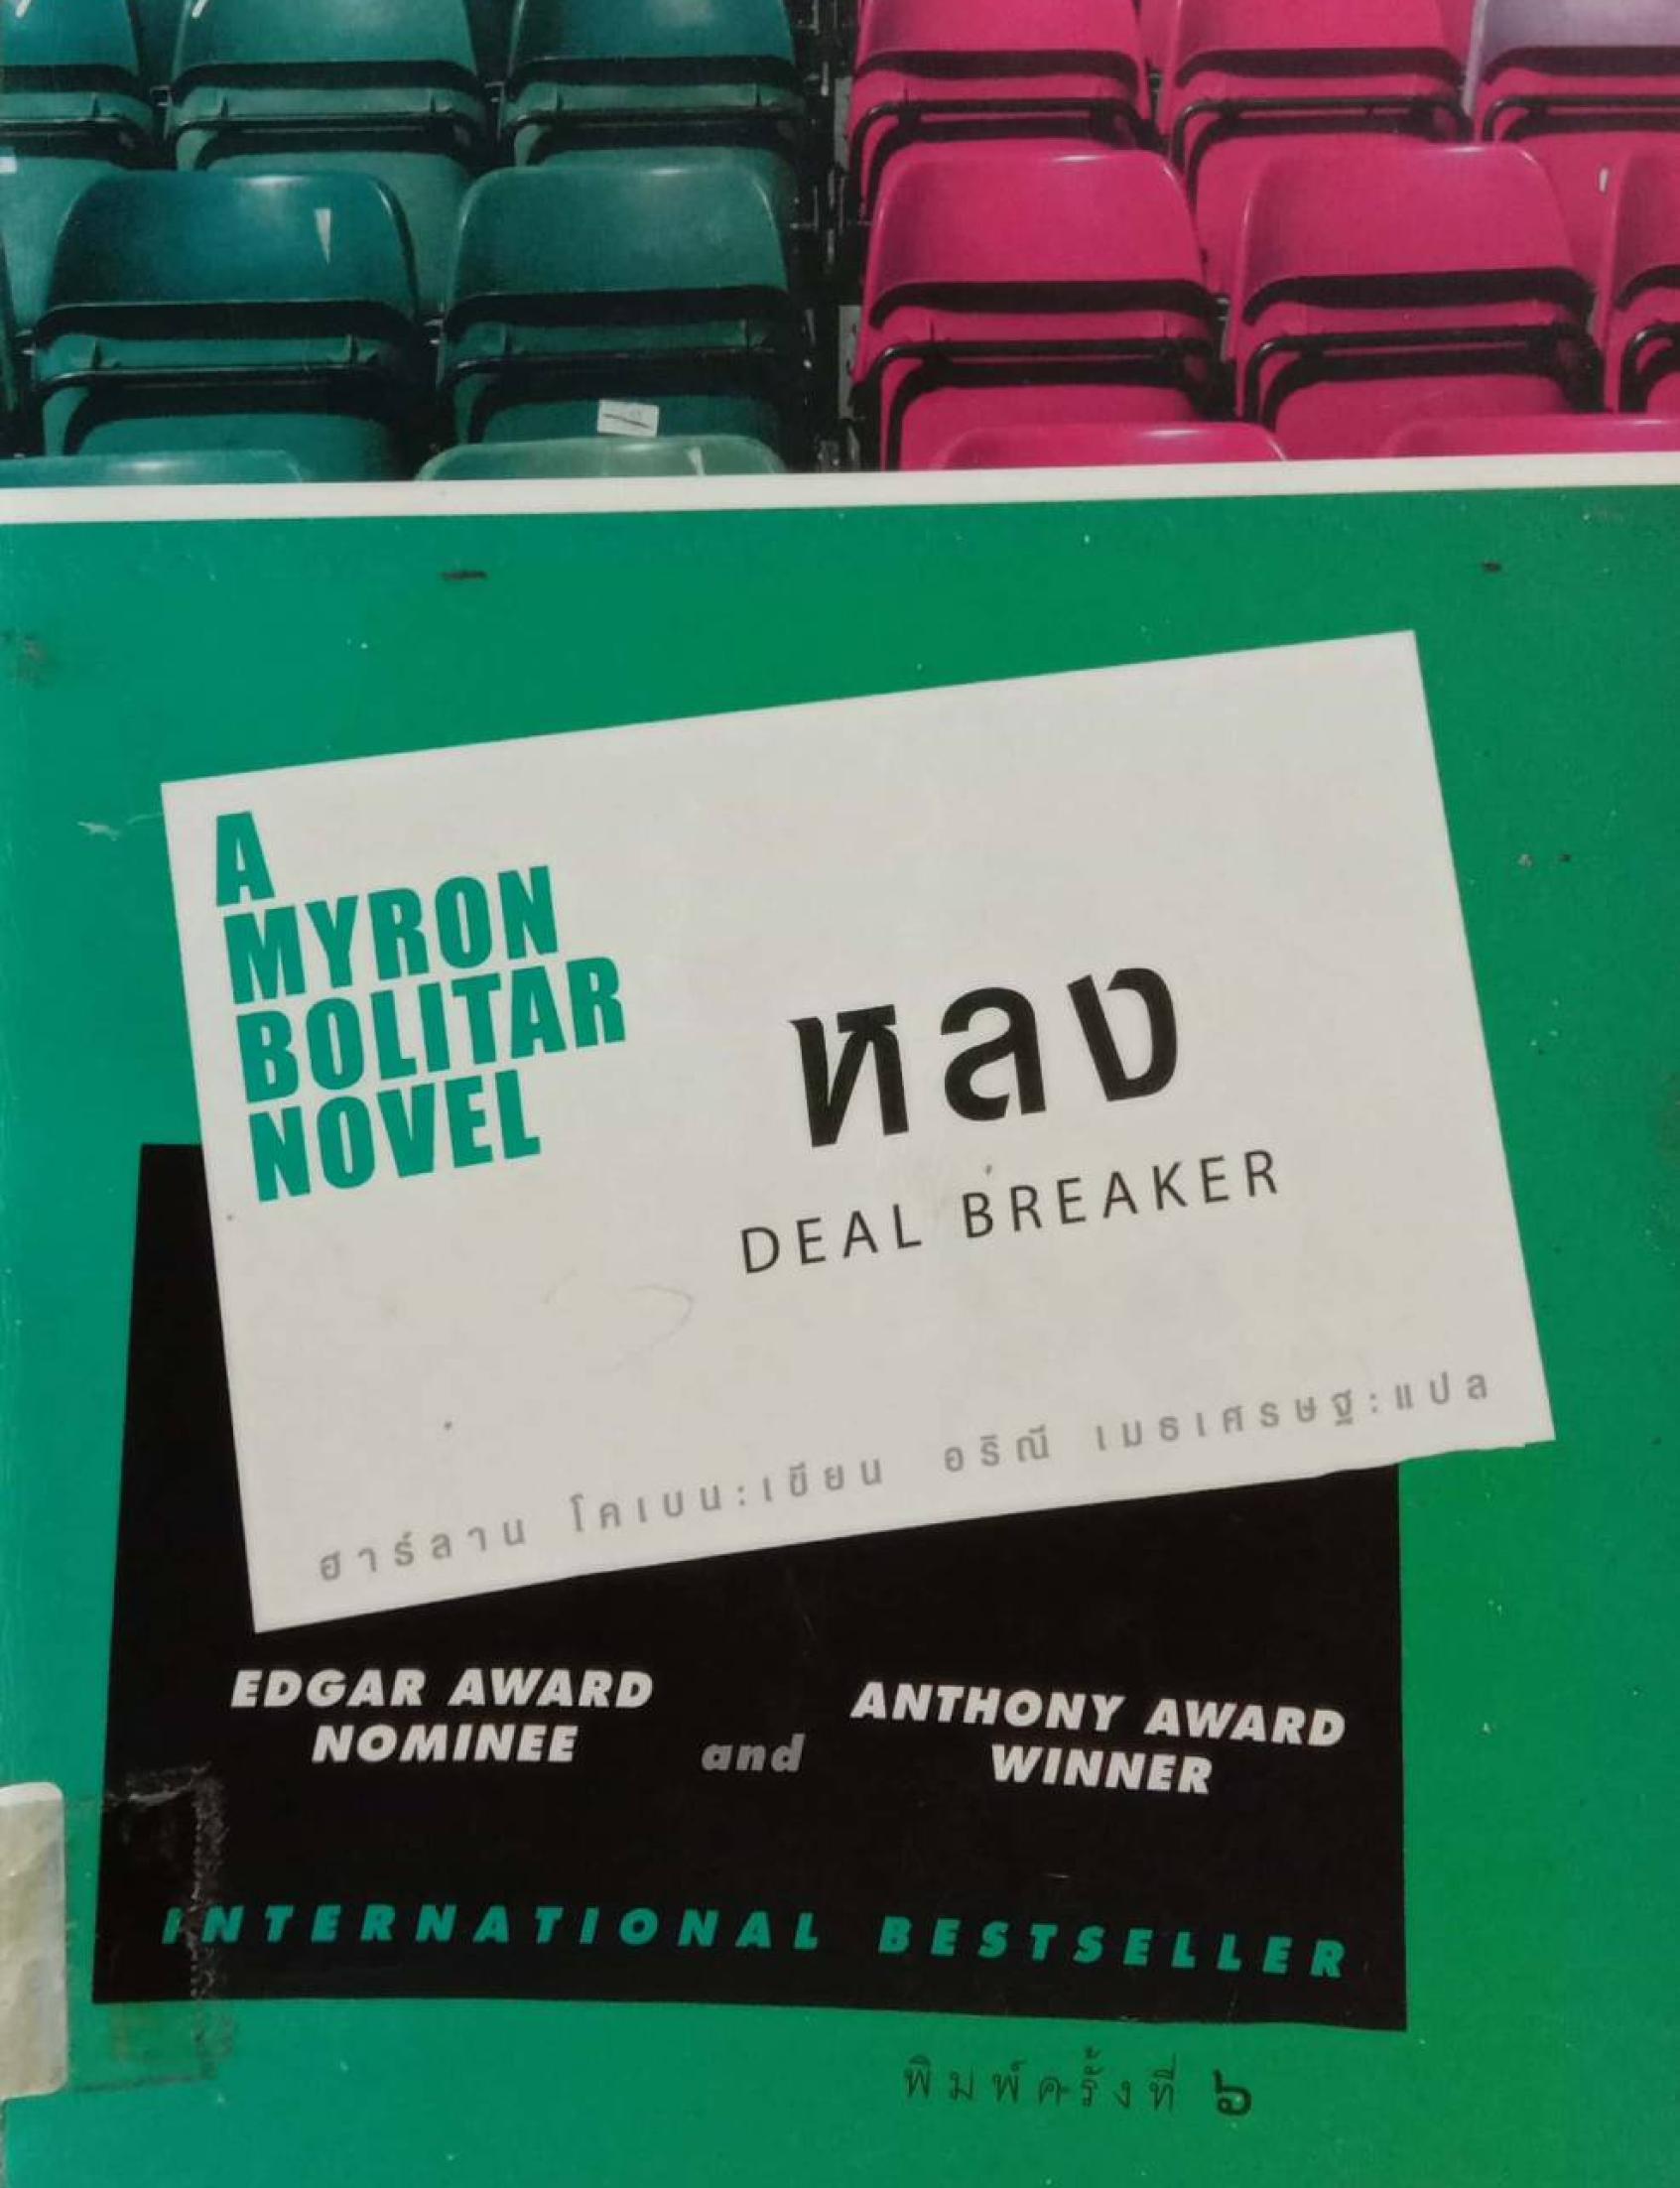 A
MYRON
BOLITAR
NOVEL
หลง
DEAL BREAKER
ฮาร์ลาน โคเบน:เขียน อริณี เมธเศรษฐ:แปล
EDGAR AWARD
NOMINEE
and
ANTHONY AWARD
WINNER
INTERNATIONAL BESTSELLER
พิมพ์ครั้งที่ ๖